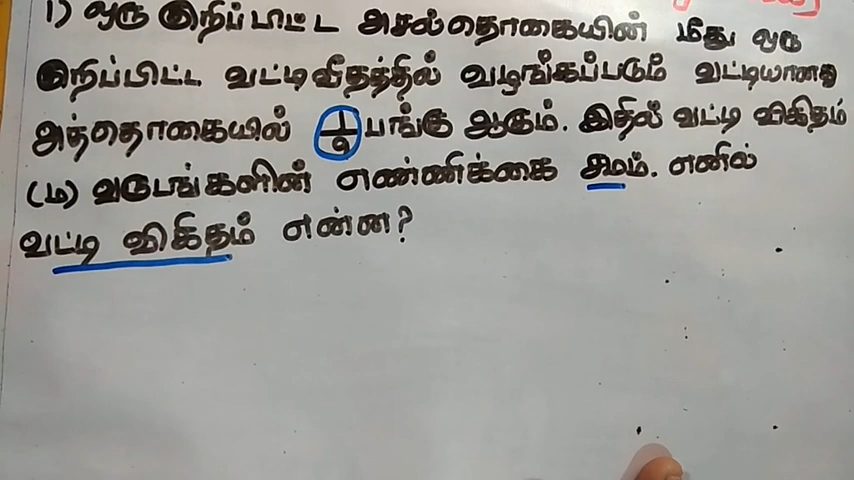 1) ஒரு குறிப்பிட்ட அசல்தொகையின் மீது ஒரு
குறிப்பிட்ட வட்டிவீதத்தில் வழங்கப்படும் வட்டியானது
அத்தொகையில் 1/9 பங்கு ஆகும். இதில் வட்டி விகிதம்
(ம) வருடங்களின் எண்ணிக்கை சமம். எனில்
வட்டி விகிதம் என்ன?